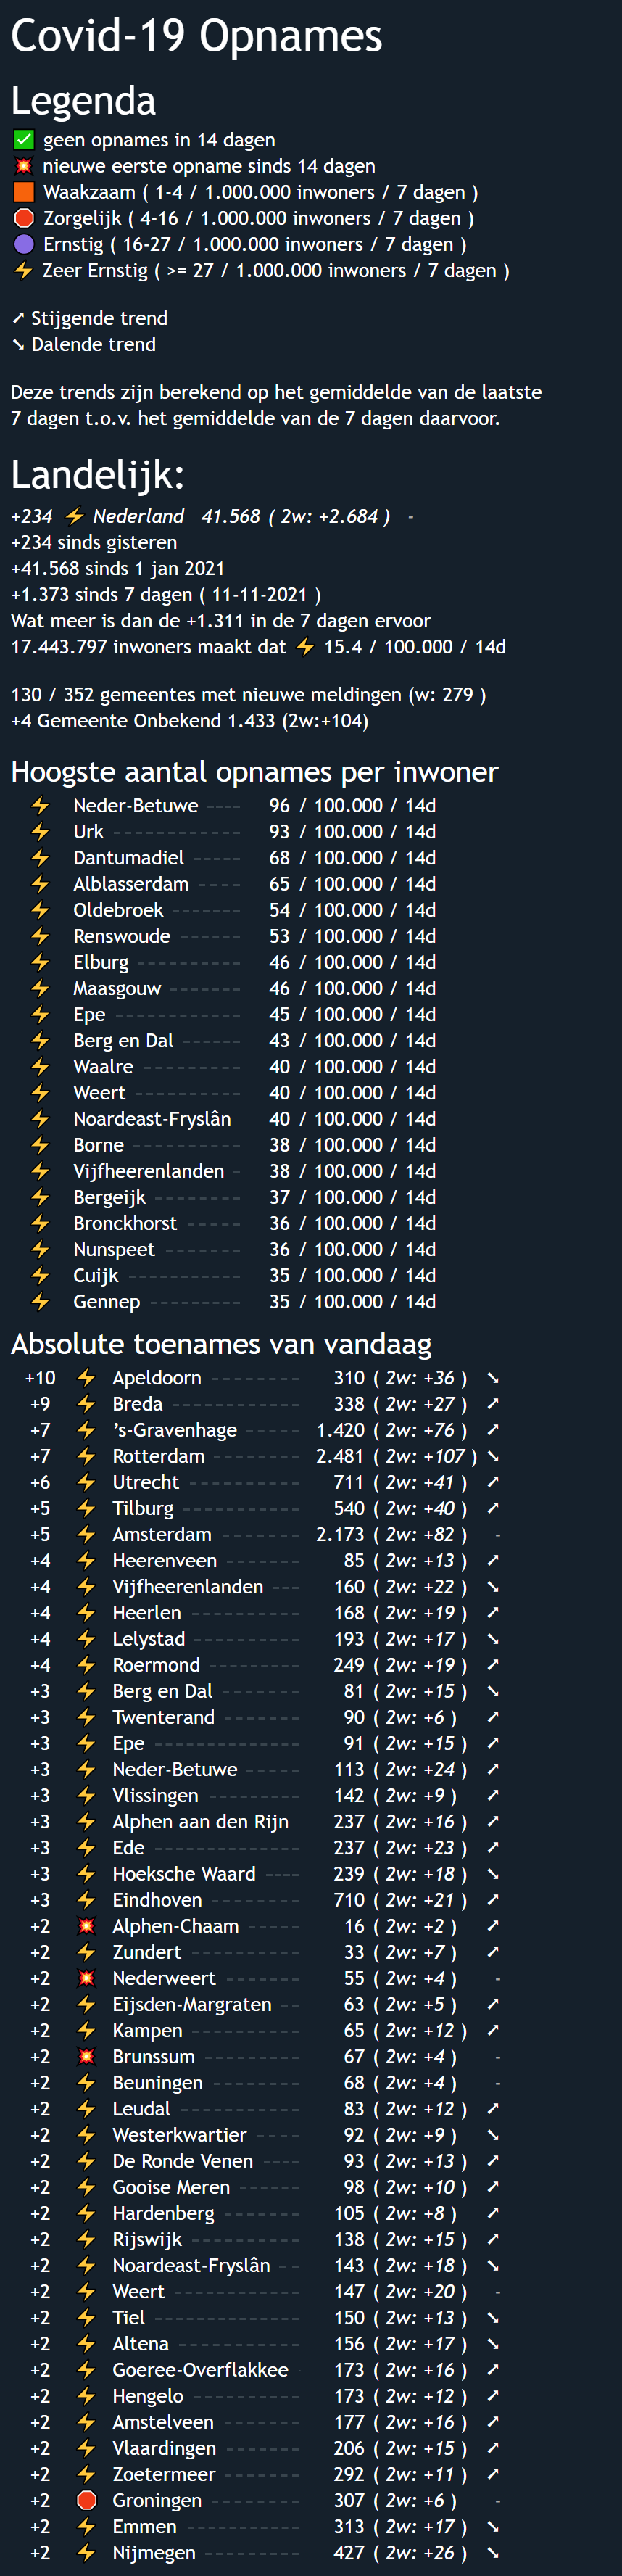 Covid-19 Opnames
Legenda
✅ geen opnames in 14 dagen
💥 nieuwe eerste opname sinds 14 dagen
🟧 Waakzaam ( 1-4 / 1.000.000 inwoners / 7 dagen )
🛑 Zorgelijk ( 4-16 / 1.000.000 inwoners / 7 dagen )
🟣 Ernstig ( 16-27 / 1.000.000 inwoners / 7 dagen )
⚡ Zeer Ernstig ( >= 27 / 1.000.000 inwoners / 7 dagen )
➚ Stijgende trend
➘ Dalende trend
Deze trends zijn berekend op het gemiddelde van de laatste
7 dagen t.o.v. het gemiddelde van de 7 dagen daarvoor.
Landelijk:
+234 ⚡ Nederland 41.568 ( 2w: +2.684 ) -
+234 sinds gisteren
+41.568 sinds 1 jan 2021
+1.373 sinds 7 dagen ( 11-11-2021 )
Wat meer is dan de +1.311 in de 7 dagen ervoor
17.443.797 inwoners maakt dat ⚡ 15.4 / 100.000 / 14d
130 / 352 gemeentes met nieuwe meldingen (w: 279 )
+4 Gemeente Onbekend 1.433 (2w:+104)
Hoogste aantal opnames per inwoner
⚡ Neder-Betuwe ---- 96 / 100.000 / 14d
⚡ Urk ------------ 93 / 100.000 / 14d
⚡ Dantumadiel ----- 68 / 100.000 / 14d
⚡ Alblasserdam ---- 65 / 100.000 / 14d
⚡ Oldebroek ------- 54 / 100.000 / 14d
⚡ Renswoude ------ 53 / 100.000 / 14d
⚡ Elburg ---------- 46 / 100.000 / 14d
⚡ Maasgouw ------- 46 / 100.000 / 14d
⚡ Epe ------------ 45 / 100.000 / 14d
⚡ Berg en Dal ------ 43 / 100.000 / 14d
⚡ Waalre ---------- 40 / 100.000 / 14d
⚡ Weert ---------- 40 / 100.000 / 14d
⚡ Noardeast-Fryslân 40 / 100.000 / 14d
⚡ Borne ---------- 38 / 100.000 / 14d
⚡ Vijfheerenlanden - 38 / 100.000 / 14d
⚡ Bergeijk -------- 37 / 100.000 / 14d
⚡ Bronckhorst ----- 36 / 100.000 / 14d
⚡ Nunspeet ------- 36 / 100.000 / 14d
⚡ Cuijk ----------- 35 / 100.000 / 14d
⚡ Gennep --------- 35 / 100.000 / 14d
Absolute toenames van vandaag
+10 ⚡ Apeldoorn --------- 310 ( 2w: +36 ) ➘
+9 ⚡ Breda ------------- 338 ( 2w: +27 ) ➚
+7 ⚡ ’s-Gravenhage ------ 1.420 ( 2w: +76 ) ➚
+7 ⚡ Rotterdam --------- 2.481 ( 2w: +107 ) ➘
+6 ⚡ Utrecht ----------- 711 ( 2w: +41 ) ➚
+5 ⚡ Tilburg ------------ 540 ( 2w: +40 ) ➚
+5 ⚡ Amsterdam -------- 2.173 ( 2w: +82 ) -
+4 ⚡ Heerenveen ------- 85 ( 2w: +13 ) ➚
+4 ⚡ Vijfheerenlanden --- 160 ( 2w: +22 ) ➘
+4 ⚡ Heerlen ----------- 168 ( 2w: +19 ) ➚
+4 ⚡ Lelystad ---------- 193 ( 2w: +17 ) ➘
+4 ⚡ Roermond --------- 249 ( 2w: +19 ) ➚
+3 ⚡ Berg en Dal -------- 81 ( 2w: +15 ) ➘
+3 ⚡ Twenterand ------- 90 ( 2w: +6 ) ➚
+3 ⚡ Epe -------------- 91 ( 2w: +15 ) ➚
+3 ⚡ Neder-Betuwe ------ 113 ( 2w: +24 ) ➚
+3 ⚡ Vlissingen --------- 142 ( 2w: +9 ) ➚
+3 ⚡ Alphen aan den Rijn 237 ( 2w: +16 ) ➚
+3 ⚡ Ede -------------- 237 ( 2w: +23 ) ➚
+3 ⚡ Hoeksche Waard ---- 239 ( 2w: +18 ) ➘
+3 ⚡ Eindhoven --------- 710 ( 2w: +21 ) ➚
+2 💥 Alphen-Chaam ----- 16 ( 2w: +2 ) ➚
+2 ⚡ Zundert ----------- 33 ( 2w: +7 ) ➚
+2 💥 Nederweert ------- 55 ( 2w: +4 ) -
+2 ⚡ Eijsden-Margraten -- 63 ( 2w: +5 ) ➚
+2 ⚡ Kampen ---------- 65 ( 2w: +12 ) ➚
+2 💥 Brunssum --------- 67 ( 2w: +4 ) -
+2 ⚡ Beuningen -------- 68 ( 2w: +4 ) -
+2 ⚡ Leudal ------------ 83 ( 2w: +12 ) ➚
+2 ⚡ Westerkwartier ---- 92 ( 2w: +9 ) ➘
+2 ⚡ De Ronde Venen ---- 93 ( 2w: +13 ) ➚
+2 ⚡ Gooise Meren ------ 98 ( 2w: +10 ) ➚
+2 ⚡ Hardenberg ------- 105 ( 2w: +8 ) ➚
+2 ⚡ Rijswijk ----------- 138 ( 2w: +15 ) ➚
+2 ⚡ Noardeast-Fryslân -- 143 ( 2w: +18 ) ➘
+2 ⚡ Weert ------------ 147 ( 2w: +20 ) -
+2 ⚡ Tiel -------------- 150 ( 2w: +13 ) ➘
+2 ⚡ Altena ------------ 156 ( 2w: +17 ) ➘
+2 ⚡ Goeree-Overflakkee - 173 ( 2w: +16 ) ➚
+2 ⚡ Hengelo ---------- 173 ( 2w: +12 ) ➚
+2 ⚡ Amstelveen ------- 177 ( 2w: +16 ) ➚
+2 ⚡ Vlaardingen ------- 206 ( 2w: +15 ) ➚
+2 ⚡ Zoetermeer ------- 292 ( 2w: +11 ) ➚
+2 🛑 Groningen -------- 307 ( 2w: +6 ) -
+2 ⚡ Emmen ----------- 313 ( 2w: +17 ) ➘
+2 ⚡ Nijmegen --------- 427 ( 2w: +26 ) ➘